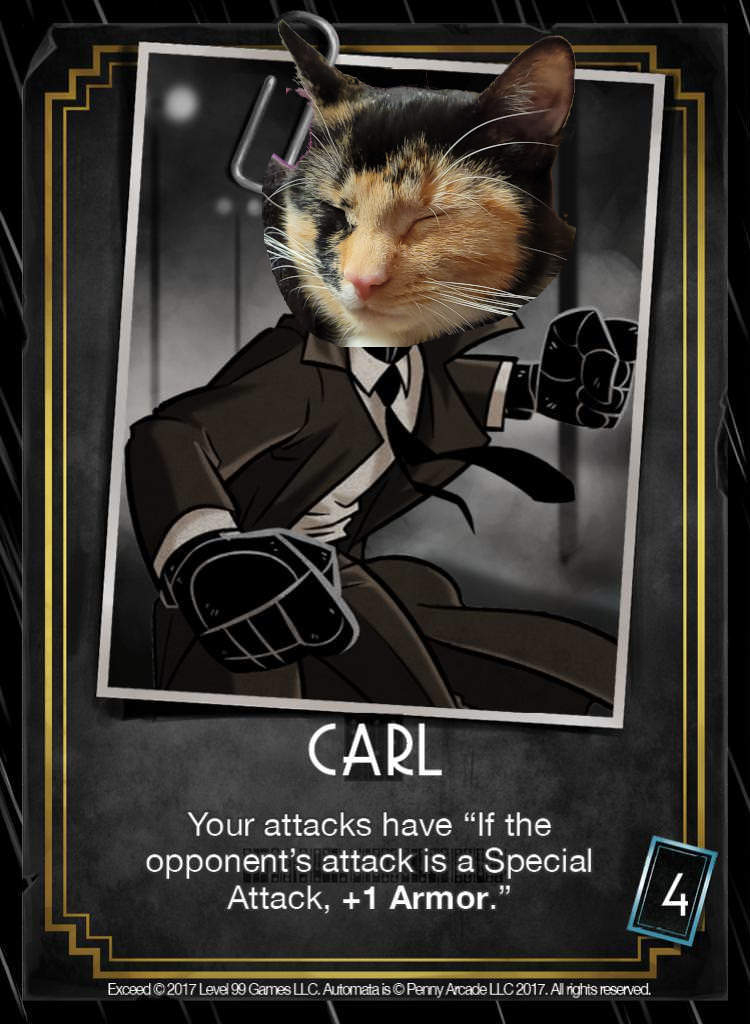 CARL
Your attacks have “If the
opponent’s attack is a Special
Attack, +1 Armor.”
4
Exceed © 2017 Level 99 Games LLC. Automata is © Penny Arcade LLC 2017. All rights reserved.